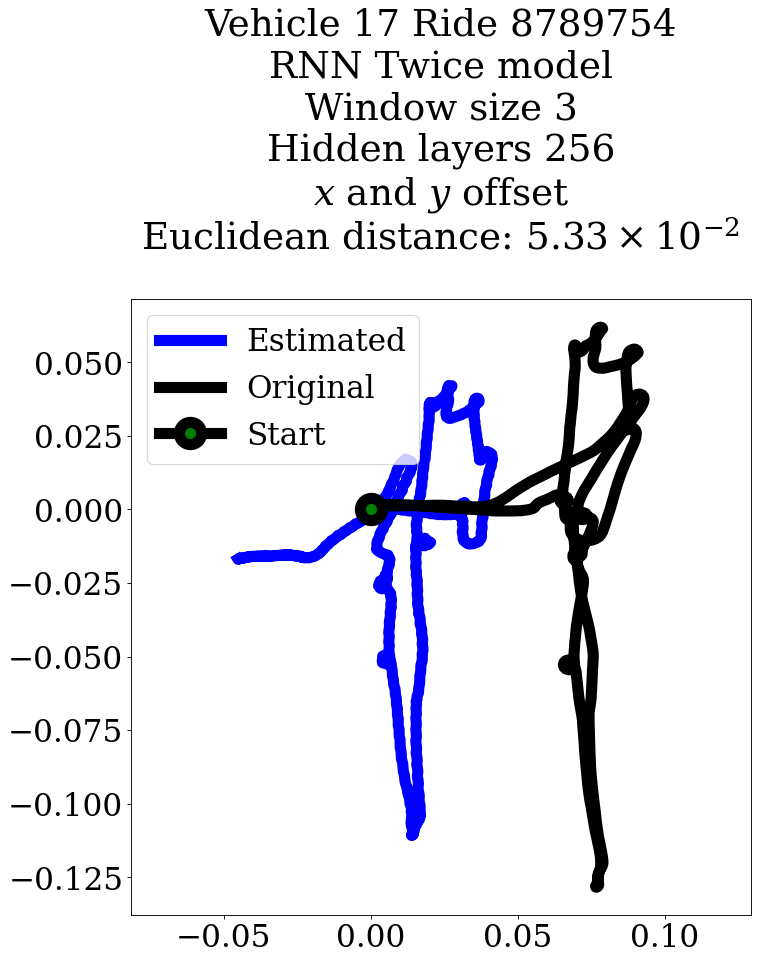 Vehicle 17 Ride 8789754
RNN Twice model
Window size 3
Hidden layers 256
x and y offset
Euclidean distance: 5.33 × 10⁻²
Estimated
Original
Start
0.050
0.025
0.000
−0.025
−0.050
−0.075
−0.100
−0.125
−0.05 0.00 0.05 0.10